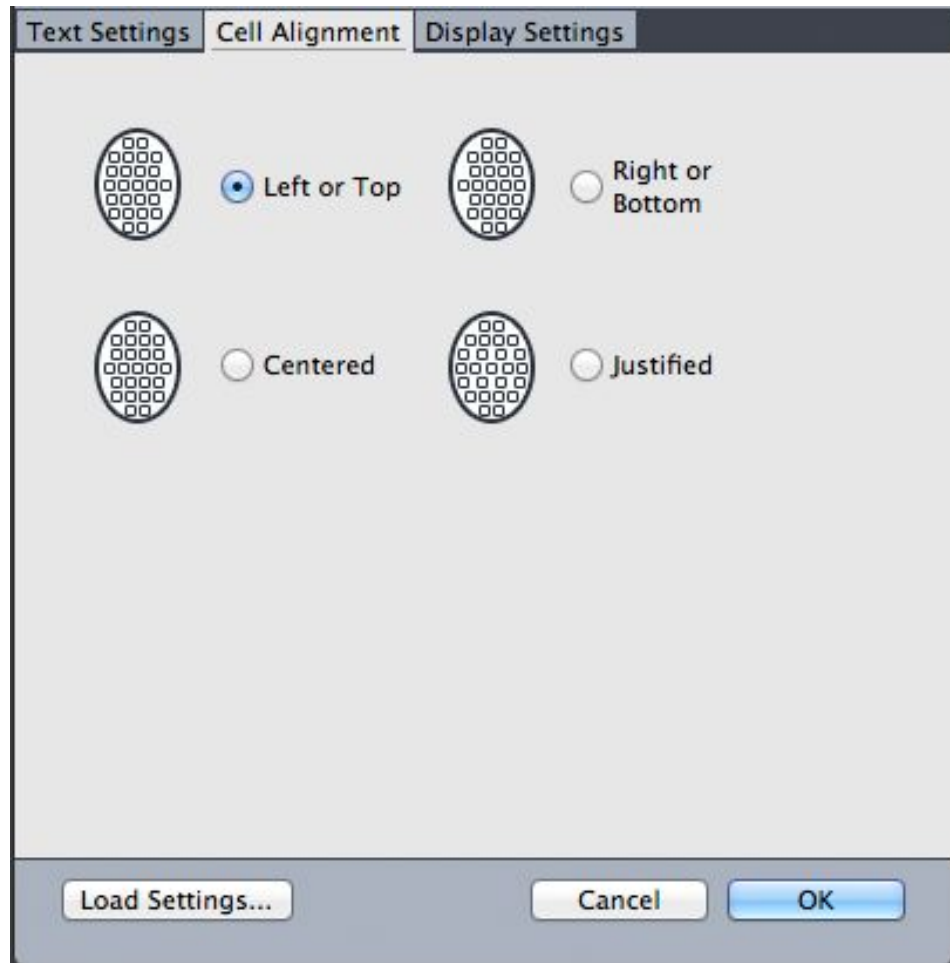 Text Settings Cell Alignment Display Settings
Left or Top
Right or
Bottom
Centered
Justified
Load Settings... Cancel OK